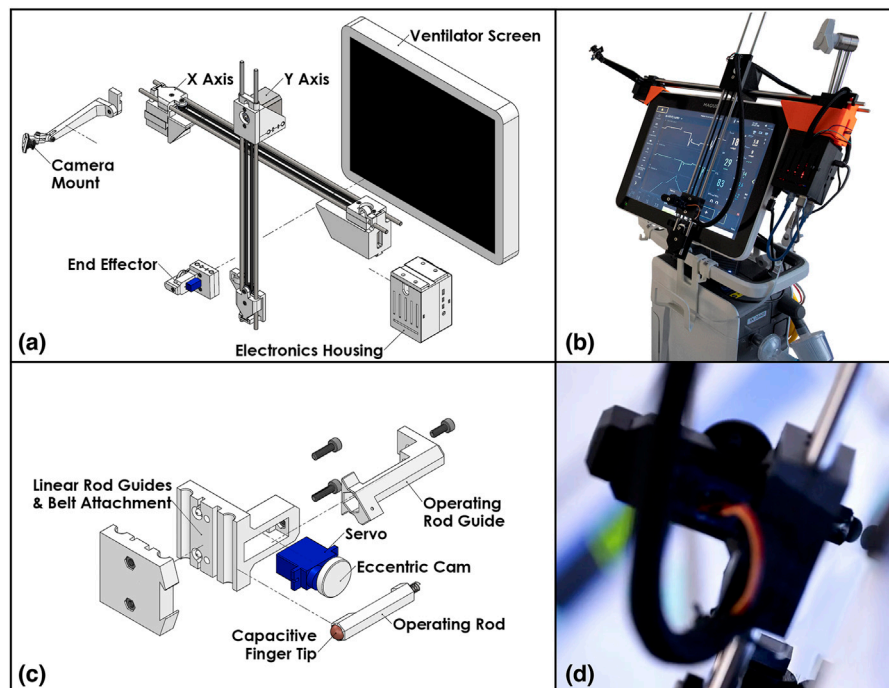 Ventilator Screen
X Axis
Y Axis
Camera
Mount
End Effector
Electronics Housing
(a)
(b)
Linear Rod Guides
& Belt Attachment
Operating
Rod Guide
Servo
Eccentric Cam
Operating Rod
Capacitive
Finger Tip
(c)
(d)